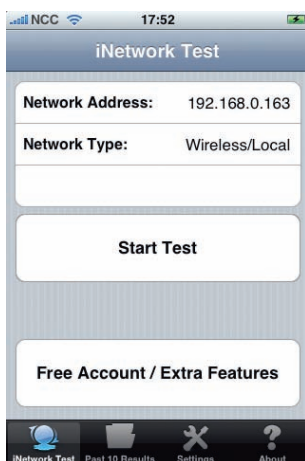 NCC 17:52
iNetwork Test
Network Address: 192.168.0.163
Network Type: Wireless/Local
Start Test
Free Account / Extra Features
iNetwork Test Past 10 Results Settings About